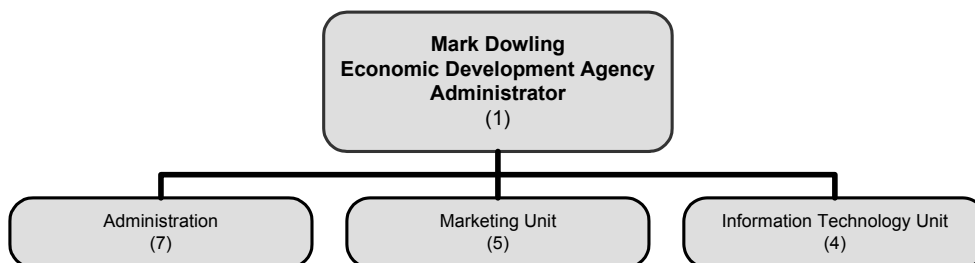 Mark Dowling
Economic Development Agency
Administrator
(1)
Administration
(7)
Marketing Unit
(5)
Information Technology Unit
(4)